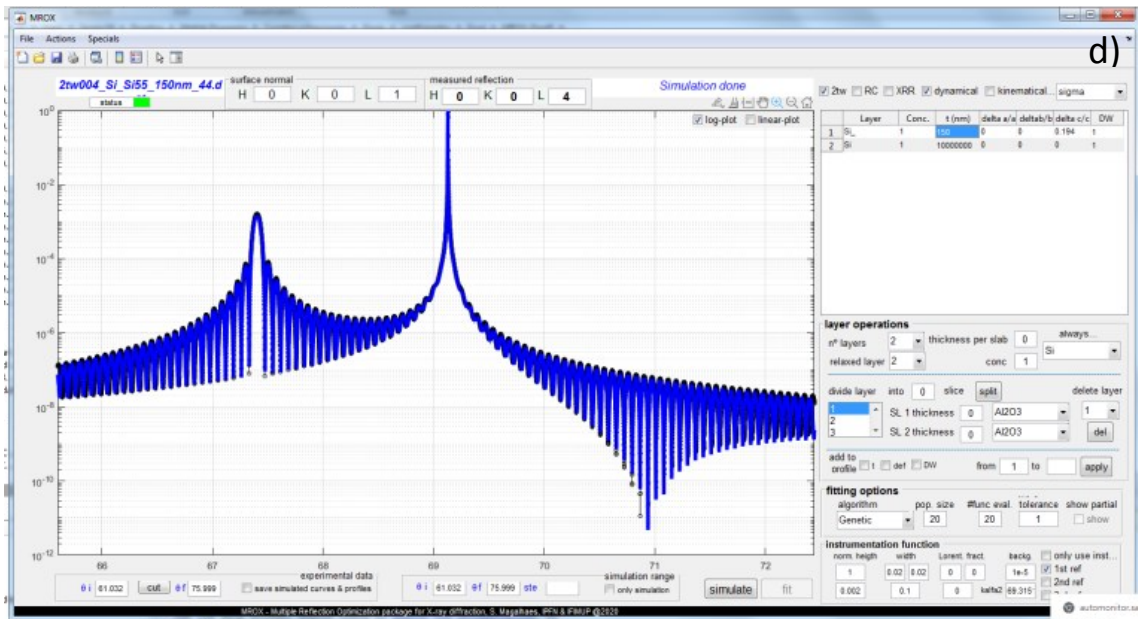 MROX
File Actions Specials
d)
2tw004_Si_Si55_150nm_44.d
status
surface normal
H 0 K 0 L 1
measured reflection
H 0 K 0 L 4
Simulation done
2tw RC XRR dynamical kinematical... sigma
log-plot linear-plot
10^0
10^-2
10^-4
10^-6
10^-8
10^-10
10^-12
66 67 68 69 70 71 72
Layer Conc. t (nm) delta a/a deltab/b delta c/c DW
1 Si_ 1 150 0 0 0.194 1
2 Si 1 10000000 0 0 0 1
layer operations
nº layers 2 thickness per slab 0 always...
relaxed layer 2 conc 1 Si
divide layer into 0 slice split delete layer
1 SL 1 thickness 0 Al2O3 1
2
3 SL 2 thickness 0 Al2O3 del
add to
profile t def DW from 1 to apply
fitting options
algorithm pop. size #func eval. tolerance show partial
Genetic 20 20 1 show
instrumentation function
norm. heigth width Lorent. fract. backg. only use inst...
1 0.02 0.02 0 0 1e-5 1st ref
0.002 0.1 0 kalfa2 69.315 2nd ref
experimental data
θi 61.032 cut θf 75.999 save simulated curves & profiles
simulation range
θi 61.032 θf 75.999 ste only simulation
simulate fit
MROX - Multiple Reflection Optimization package for X-ray diffraction, S. Magalhaes, IPFN & IFIMUP @2020
automonitor.sa